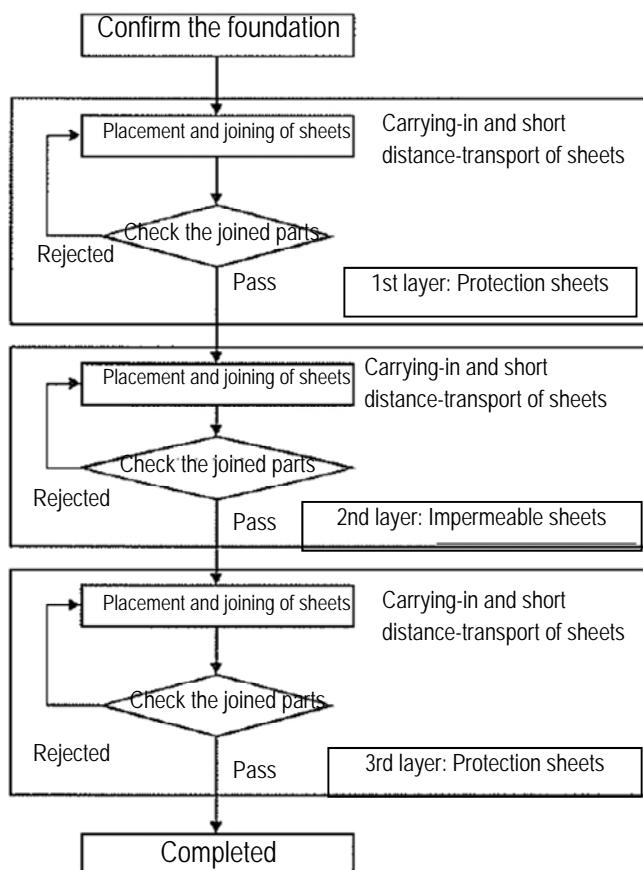 Confirm the foundation
Placement and joining of sheets
Carrying-in and short
distance-transport of sheets
Check the joined parts
Rejected
Pass
1st layer: Protection sheets
Placement and joining of sheets
Carrying-in and short
distance-transport of sheets
Check the joined parts
Rejected
Pass
2nd layer: Impermeable sheets
Placement and joining of sheets
Carrying-in and short
distance-transport of sheets
Check the joined parts
Rejected
Pass
3rd layer: Protection sheets
Completed